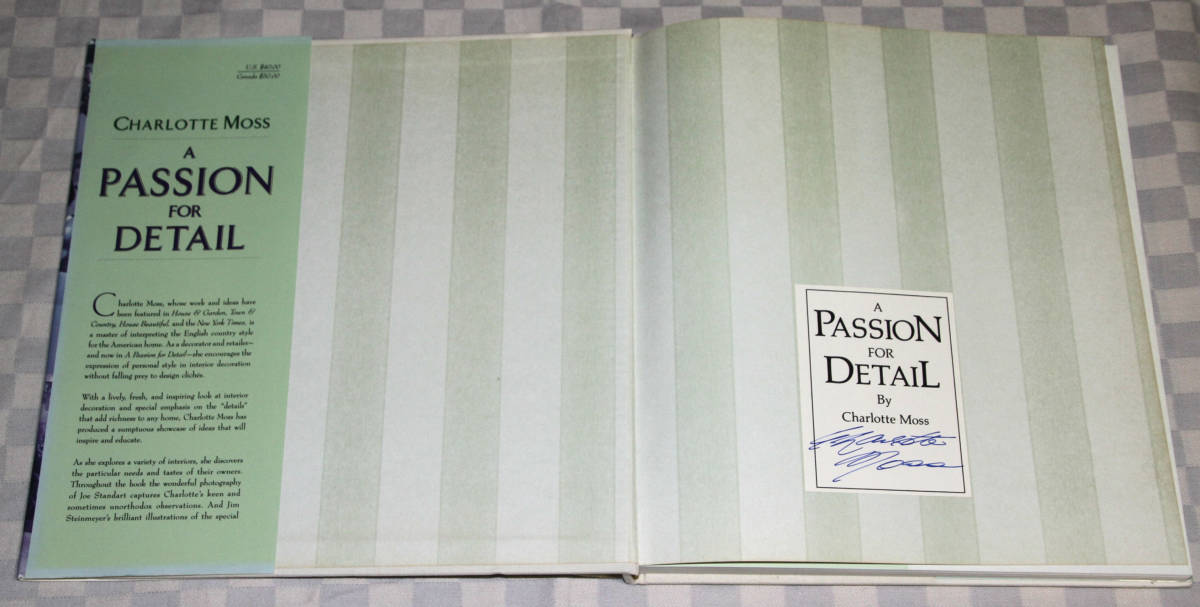 U.S. $40.00
Canada $50.00
CHARLOTTE MOSS
A
PASSION
FOR
DETAIL
Charlotte Moss, whose work and ideas have
been featured in House & Garden, Town &
Country, House Beautiful, and the New York Times, is
a master of interpreting the English country style
for the American home. As a decorator and retailer—
and now in A Passion for Detail—she encourages the
expression of personal style in interior decoration
without falling prey to design clichés.
With a lively, fresh, and inspiring look at interior
decoration and special emphasis on the "details"
that add richness to any home, Charlotte Moss has
produced a sumptuous showcase of ideas that will
inspire and educate.
As she explores a variety of interiors, she discovers
the particular needs and tastes of their owners.
Throughout the book the wonderful photography
of Joe Standart captures Charlotte's keen and
sometimes unorthodox observations. And Jim
Steinmeyer's brilliant illustrations of the special
A
PASSION
FOR
DETAIL
By
Charlotte Moss
Charlotte
Moss